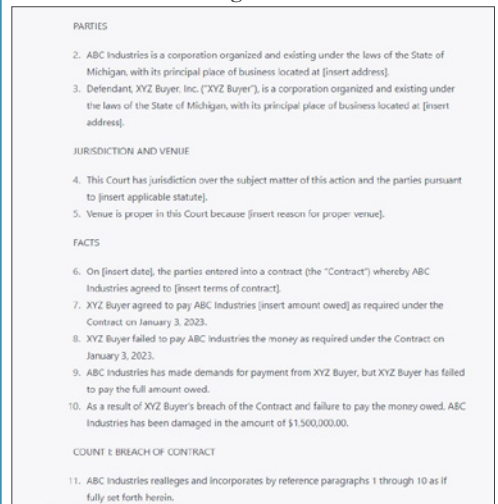 PARTIES
2. ABC Industries is a corporation organized and existing under the laws of the State of
Michigan, with its principal place of business located at [insert address].
3. Defendant, XYZ Buyer, Inc. ("XYZ Buyer"), is a corporation organized and existing under
the laws of the State of Michigan, with its principal place of business located at [insert
address].
JURISDICTION AND VENUE
4. This Court has jurisdiction over the subject matter of this action and the parties pursuant
to [insert applicable statute].
5. Venue is proper in this Court because [insert reason for proper venue].
FACTS
6. On [insert date], the parties entered into a contract (the "Contract") whereby ABC
Industries agreed to [insert terms of contract].
7. XYZ Buyer agreed to pay ABC Industries [insert amount owed] as required under the
Contract on January 3, 2023.
8. XYZ Buyer failed to pay ABC Industries the money as required under the Contract on
January 3, 2023.
9. ABC Industries has made demands for payment from XYZ Buyer, but XYZ Buyer has failed
to pay the full amount owed.
10. As a result of XYZ Buyer's breach of the Contract and failure to pay the money owed, ABC
Industries has been damaged in the amount of $1,500,000.00.
COUNT I: BREACH OF CONTRACT
11. ABC Industries realleges and incorporates by reference paragraphs 1 through 10 as if
fully set forth herein.